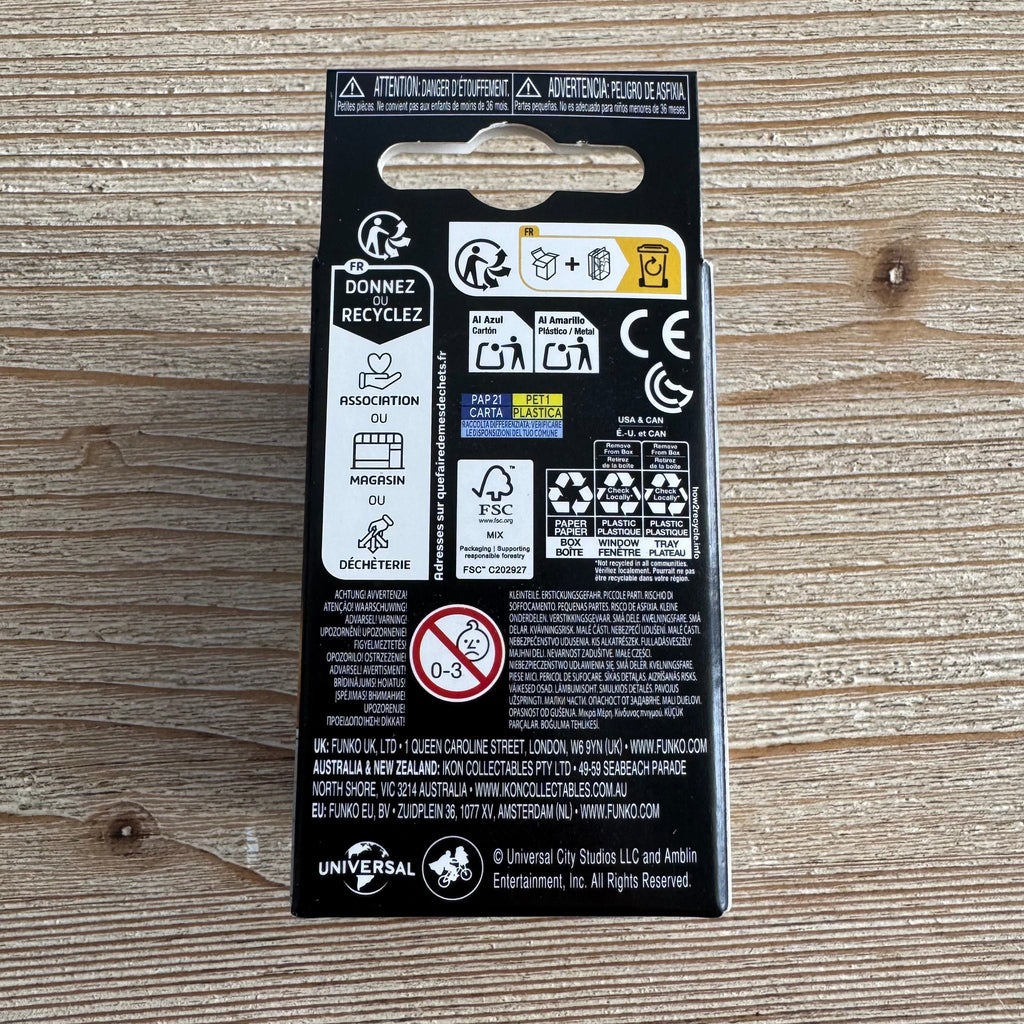 ATTENTION: DANGER D'ÉTOUFFEMENT.
Petites pièces. Ne convient pas aux enfants de moins de 36 mois.
ADVERTENCIA: PELIGRO DE ASFIXIA.
Partes pequeñas. No es adecuado para niños menores de 36 meses.
FR
DONNEZ
OU
RECYCLEZ
ASSOCIATION
OU
MAGASIN
OU
DÉCHÈTERIE
Adresses sur quefairedemesdechets.fr
FR
+
Al Azul
Cartón
Al Amarillo
Plástico / Metal
CE
PAP 21
CARTA
PET 1
PLASTICA
RACCOLTA DIFFERENZIATA: VERIFICARE
LE DISPOSIZIONI DEL TUO COMUNE
FSC
www.fsc.org
MIX
Packaging | Supporting
responsible forestry
FSC™ C202927
USA & CAN
É.-U. et CAN
Remove
From Box
Retirez
de la boîte
Remove
From Box
Retirez
de la boîte
Check
Locally*
Check
Locally*
PAPER
PAPIER
BOX
BOÎTE
PLASTIC
PLASTIQUE
WINDOW
FENÊTRE
PLASTIC
PLASTIQUE
TRAY
PLATEAU
how2recycle.info
*Not recycled in all communities.
Vérifiez localement. Pourrait ne pas
être recyclable dans votre région.
ACHTUNG! AVVERTENZA!
ATENÇÃO! WAARSCHUWING!
ADVARSEL! VARNING!
UPOZORNĚNÍ! UPOZORENIE!
FIGYELMEZTETÉS!
OPOZORILO! OSTRZEŻENIE!
ADVARSEL! AVERTISMENT!
BRĪDINĀJUMS! HOIATUS!
ĮSPĖJIMAS! ВНИМАНИЕ!
UPOZORENJE!
ΠΡΟΕΙΔΟΠΟΙΗΣΗ! DİKKAT!
0-3
KLEINTEILE. ERSTICKUNGSGEFAHR. PICCOLE PARTI. RISCHIO DI
SOFFOCAMENTO. PEQUENAS PARTES. RISCO DE ASFIXIA. KLEINE
ONDERDELEN. VERSTIKKINGSGEVAAR. SMÅ DELE. KVÆLNINGSFARE. SMÅ
DELAR. KVÄVNINGSRISK. MALÉ ČÁSTI. NEBEZPEČÍ UDUŠENÍ. MALÉ ČASTI.
NEBEZPEČENSTVO UDUSENIA. KIS ALKATRÉSZEK. FULLADÁSVESZÉLY.
MAJHNI DELI. NEVARNOST ZADUŠITVE. MAŁE CZĘŚCI.
NIEBEZPIECZEŃSTWO UDŁAWIENIA SIĘ. SMÅ DELER. KVELNINGSFARE.
PIESE MICI. PERICOL DE SUFOCARE. SĪKAS DETAĻAS. AIZRĪŠANĀS RISKS.
VÄIKESED OSAD. LÄMBUMISOHT. SMULKIOS DETALĖS. PAVOJUS
UŽSPRINGTI. МАЛКИ ЧАСТИ. ОПАСНОСТ ОТ ЗАДАВЯНЕ. MALI DIJELOVI.
OPASNOST OD GUŠENJA. Μικρα Μέρη. Κίνδυνος πνιγμού. KÜÇÜK
PARÇALAR. BOĞULMA TEHLİKESİ.
UK: FUNKO UK, LTD • 1 QUEEN CAROLINE STREET, LONDON, W6 9YN (UK) • WWW.FUNKO.COM
AUSTRALIA & NEW ZEALAND: IKON COLLECTABLES PTY LTD • 49-59 SEABEACH PARADE
NORTH SHORE, VIC 3214 AUSTRALIA • WWW.IKONCOLLECTABLES.COM.AU
EU: FUNKO EU, BV • ZUIDPLEIN 36, 1077 XV, AMSTERDAM (NL) • WWW.FUNKO.COM
UNIVERSAL
© Universal City Studios LLC and Amblin
Entertainment, Inc. All Rights Reserved.